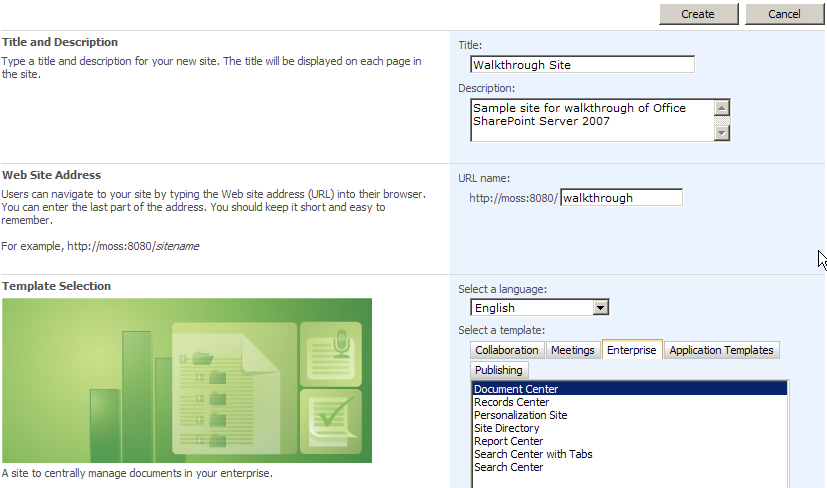 Create Cancel
Title and Description
Type a title and description for your new site. The title will be displayed on each page in
the site.
Title:
Walkthrough Site
Description:
Sample site for walkthrough of Office
SharePoint Server 2007
Web Site Address
Users can navigate to your site by typing the Web site address (URL) into their browser.
You can enter the last part of the address. You should keep it short and easy to
remember.
For example, http://moss:8080/sitename
URL name:
http://moss:8080/ walkthrough
Template Selection
A site to centrally manage documents in your enterprise.
Select a language:
English
Select a template:
Collaboration Meetings Enterprise Application Templates
Publishing
Document Center
Records Center
Personalization Site
Site Directory
Report Center
Search Center with Tabs
Search Center